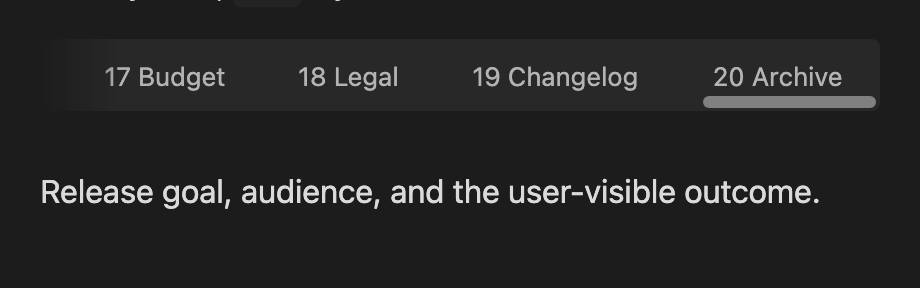 17 Budget 18 Legal 19 Changelog 20 Archive
Release goal, audience, and the user-visible outcome.